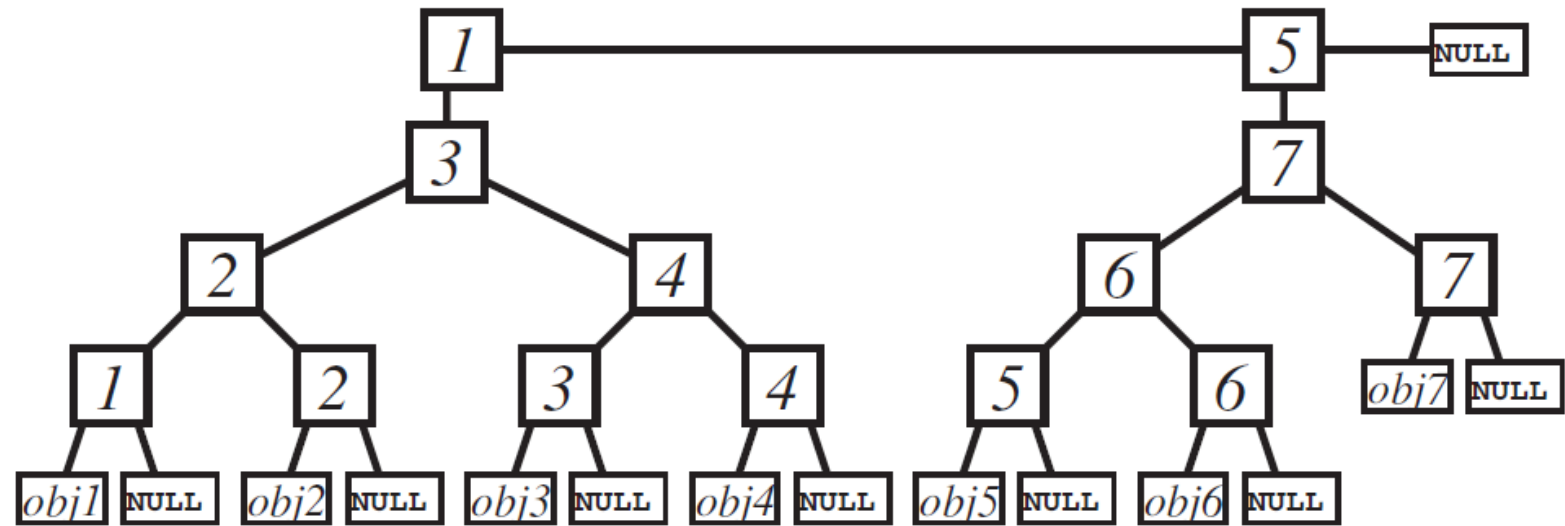 1 5 NULL
3 7
2 4 6 7
1 2 3 4 5 6 obj7 NULL
obj1 NULL obj2 NULL obj3 NULL obj4 NULL obj5 NULL obj6 NULL